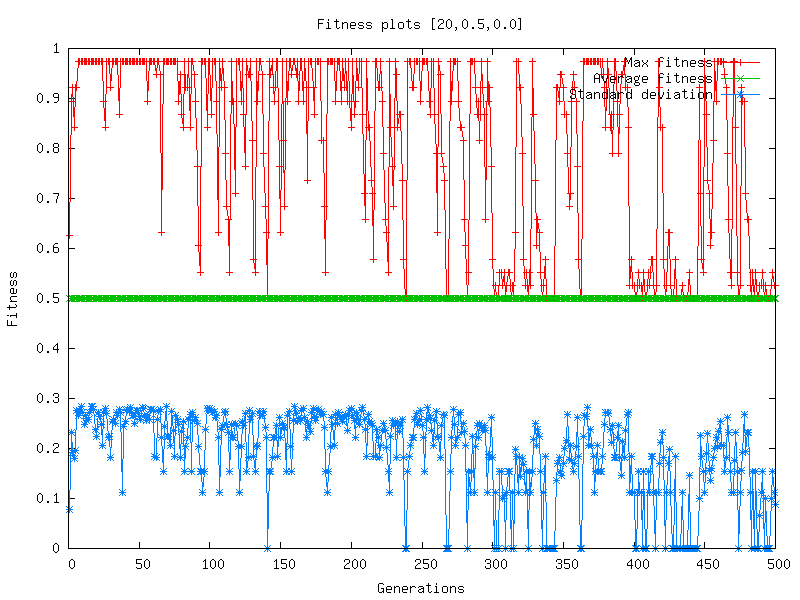 Fitness plots [20,0.5,0.0]
Max fitness
Average fitness
Standard deviation
1
0.9
0.8
0.7
0.6
0.5
0.4
0.3
0.2
0.1
0
Fitness
0 50 100 150 200 250 300 350 400 450 500
Generations